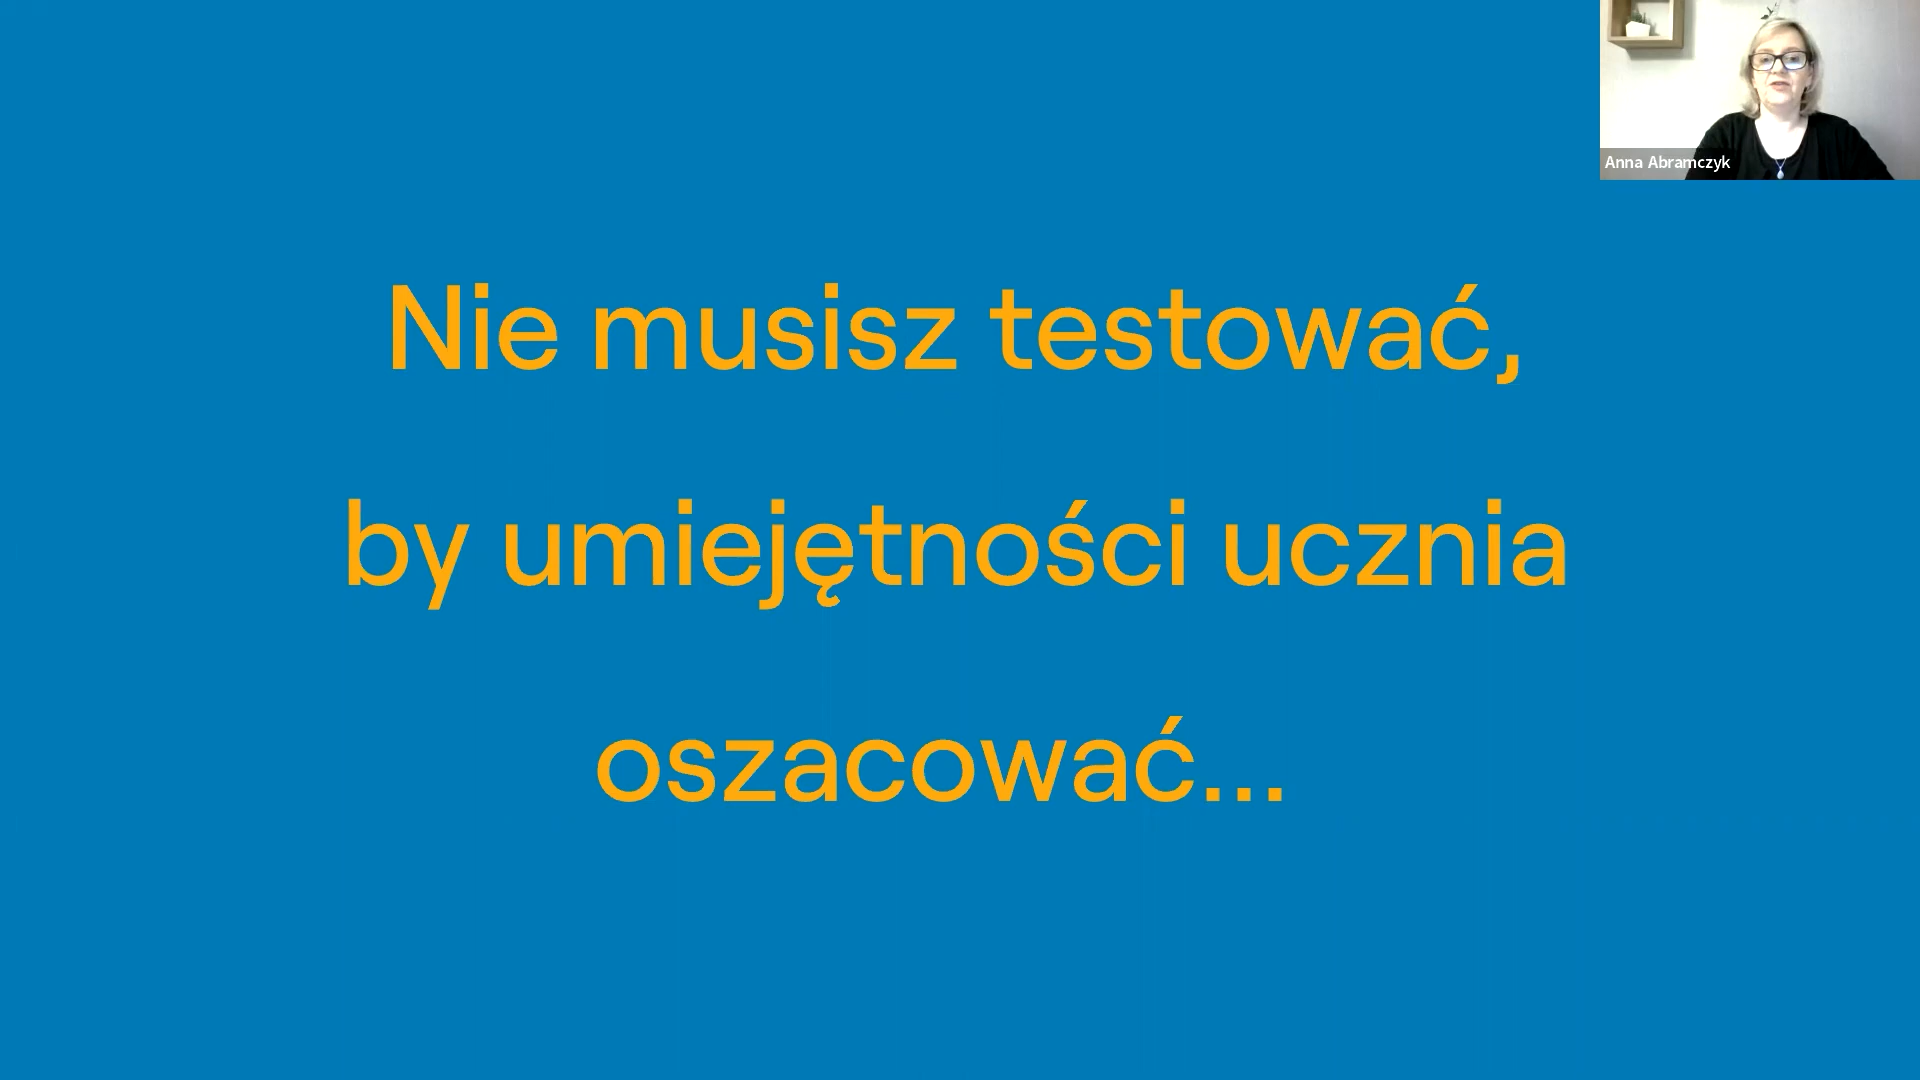 Anna Abramczyk
Nie musisz testować,
by umiejętności ucznia
oszacować...